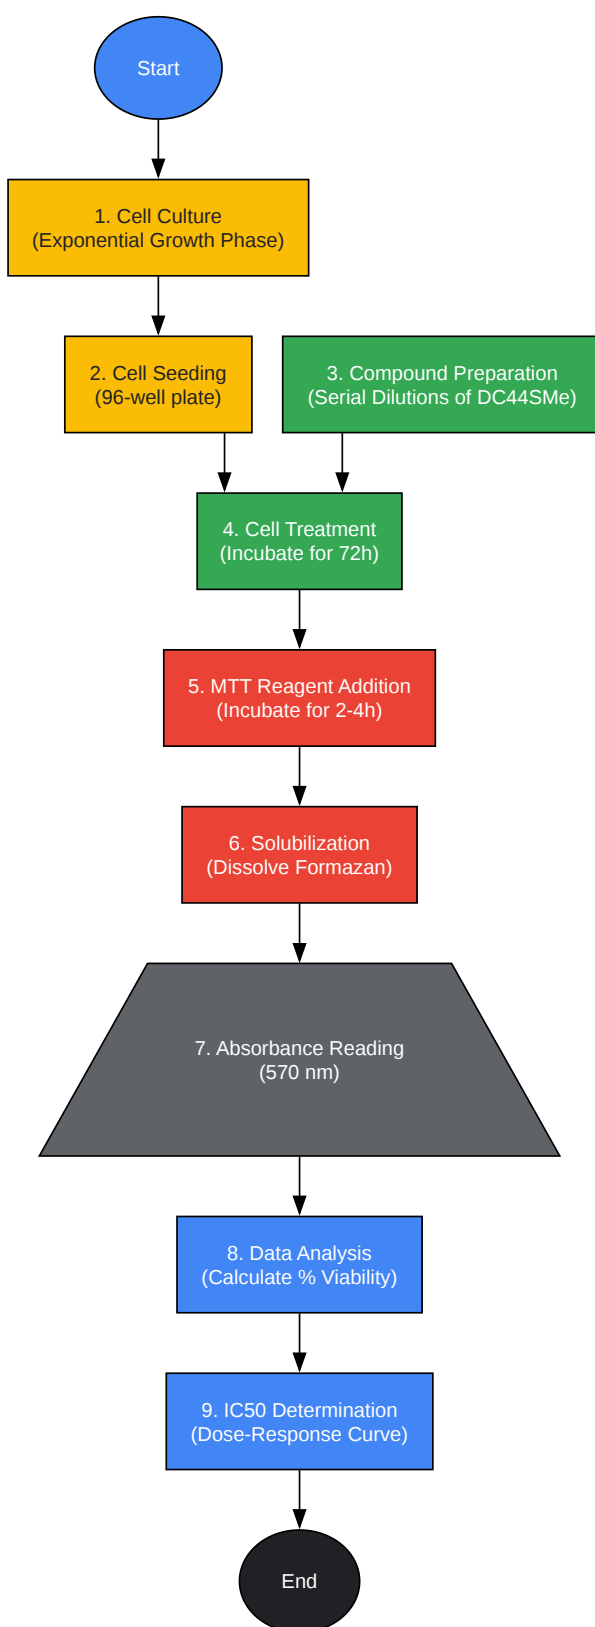 Start
1. Cell Culture
(Exponential Growth Phase)
2. Cell Seeding
(96-well plate)
3. Compound Preparation
(Serial Dilutions of DC44SMe)
4. Cell Treatment
(Incubate for 72h)
5. MTT Reagent Addition
(Incubate for 2-4h)
6. Solubilization
(Dissolve Formazan)
7. Absorbance Reading
(570 nm)
8. Data Analysis
(Calculate % Viability)
9. IC50 Determination
(Dose-Response Curve)
End